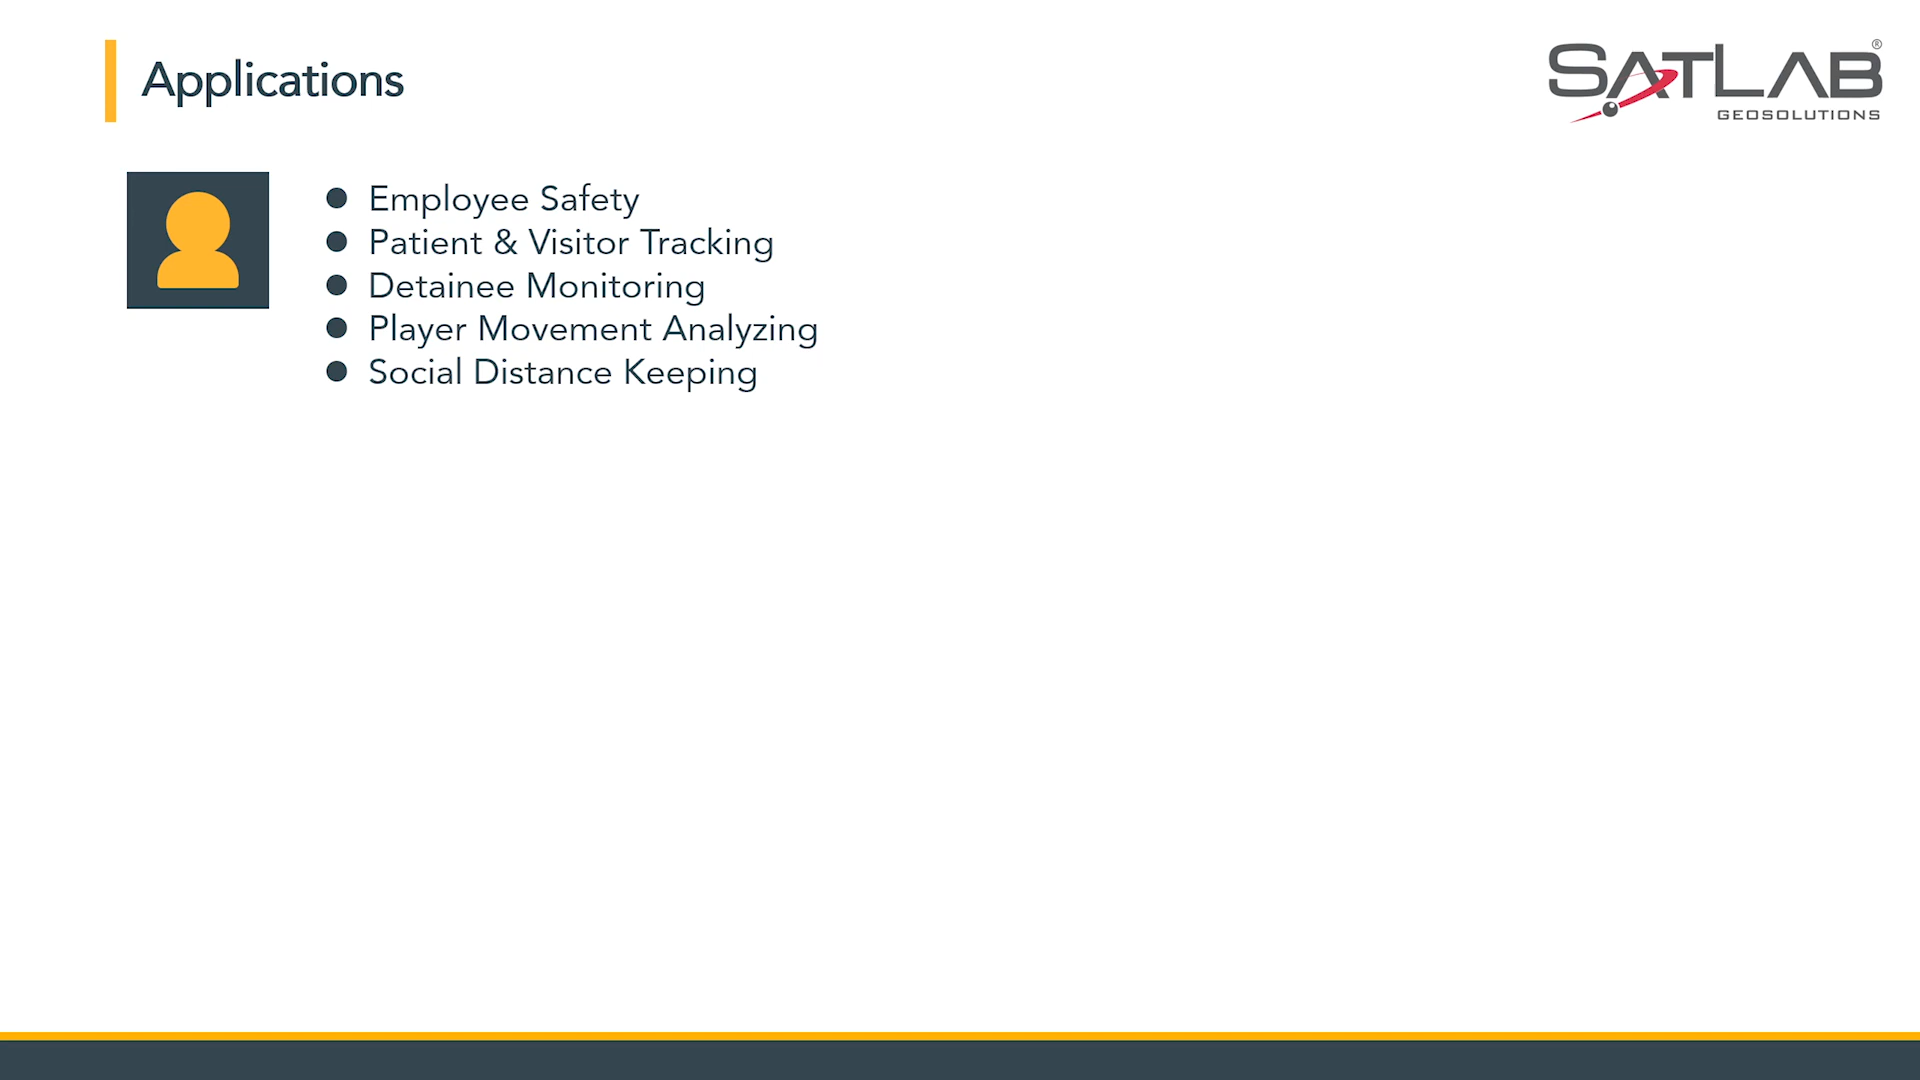 Applications
SATLAB®
GEOSOLUTIONS
● Employee Safety
● Patient & Visitor Tracking
● Detainee Monitoring
● Player Movement Analyzing
● Social Distance Keeping